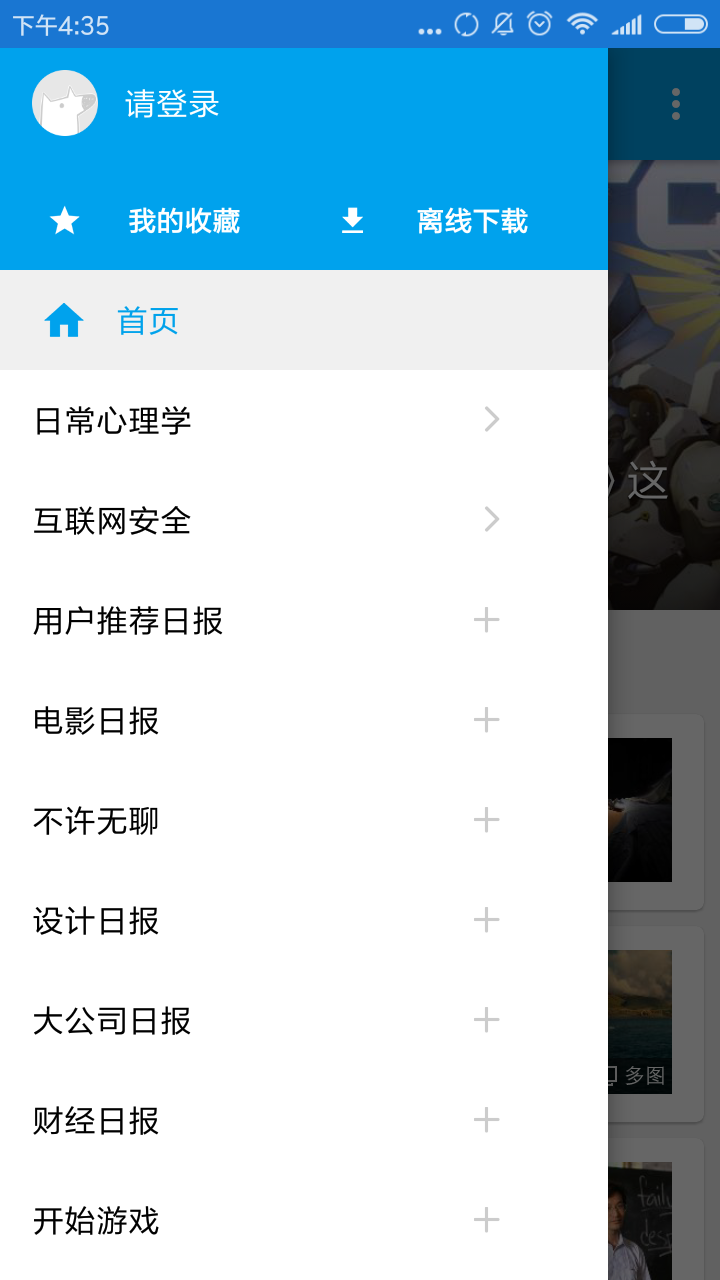 下午4:35
请登录
我的收藏
离线下载
首页
日常心理学
互联网安全
用户推荐日报
电影日报
不许无聊
设计日报
大公司日报
财经日报
开始游戏
）这
多图